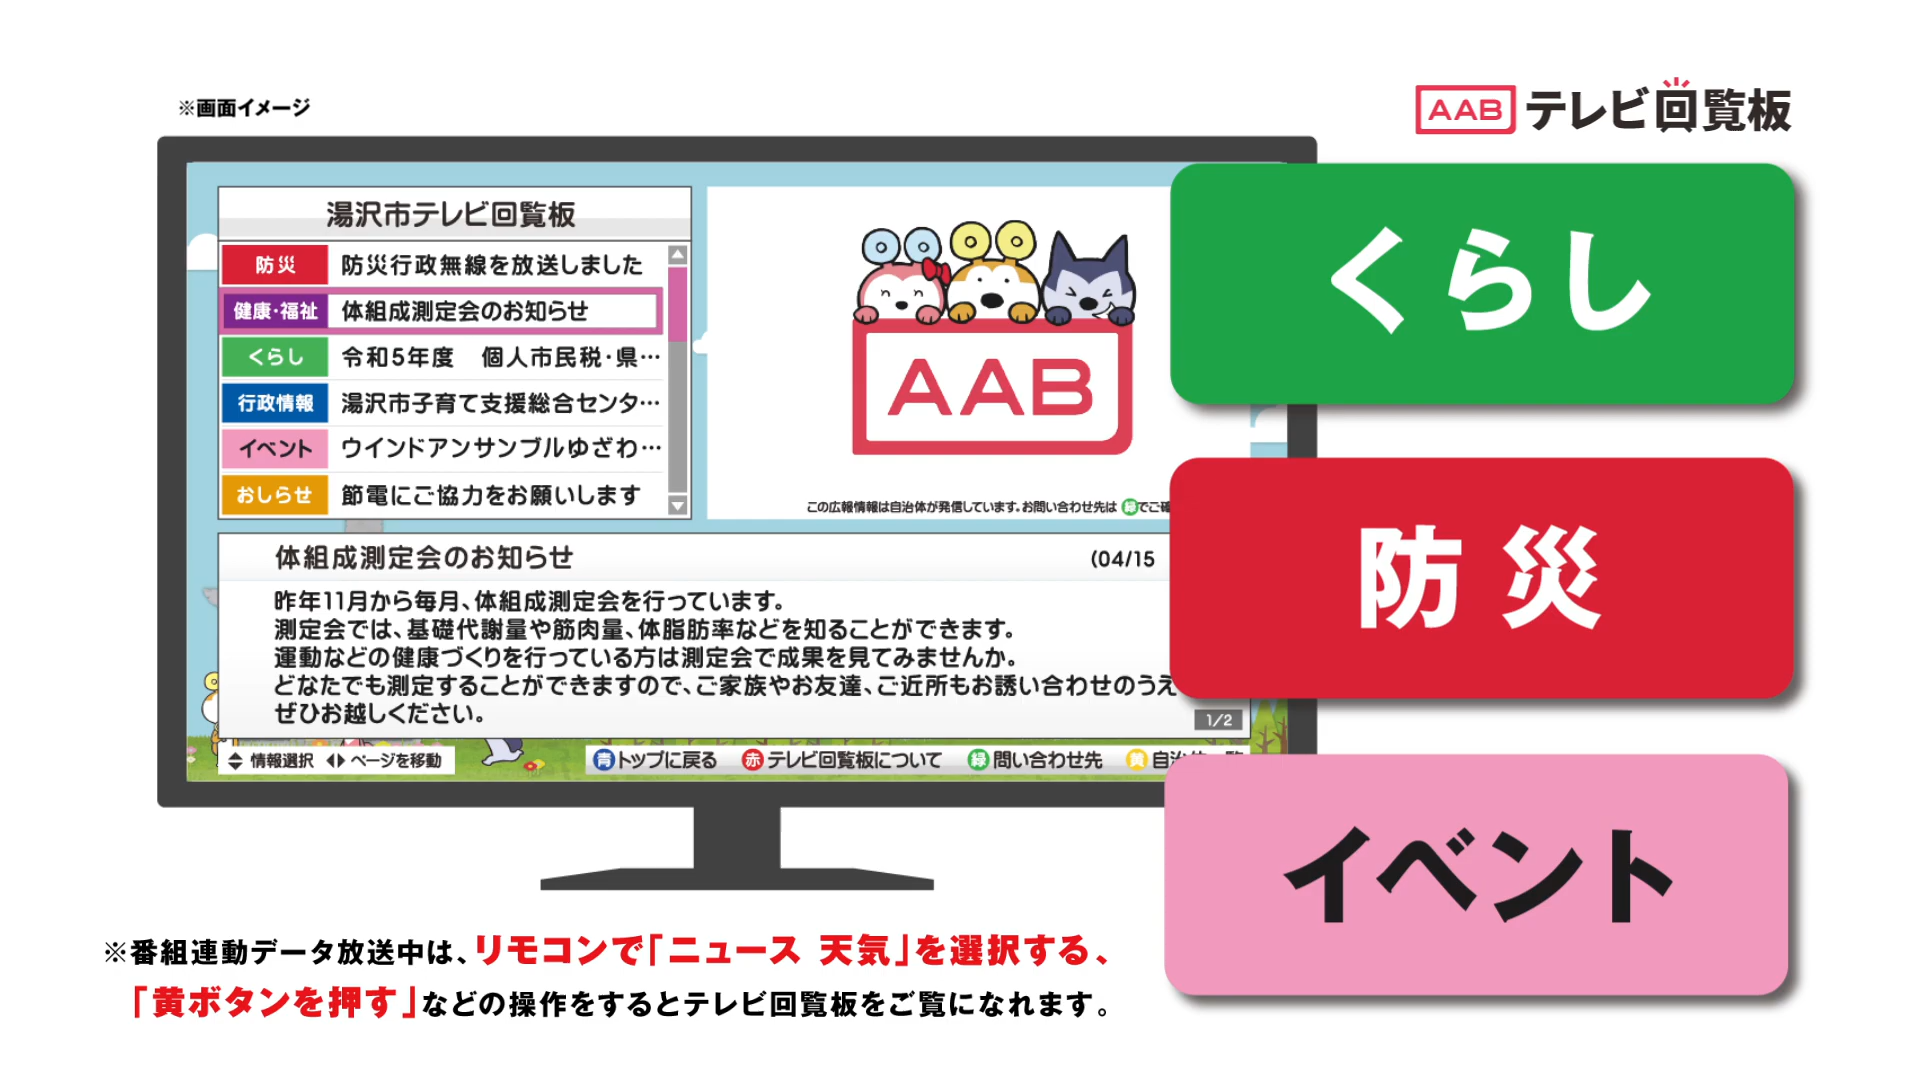 ※画面イメージ
AAB テレビ回覧板
湯沢市テレビ回覧板
防災 防災行政無線を放送しました
健康・福祉 体組成測定会のお知らせ
くらし 令和5年度 個人市民税・県…
行政情報 湯沢市子育て支援総合センタ…
イベント ウインドアンサンブルゆざわ…
おしらせ 節電にご協力をお願いします
AAB
この広報情報は自治体が発信しています。お問い合わせ先は 緑でご確
体組成測定会のお知らせ (04/15
昨年11月から毎月、体組成測定会を行っています。
測定会では、基礎代謝量や筋肉量、体脂肪率などを知ることができます。
運動などの健康づくりを行っている方は測定会で成果を見てみませんか。
どなたでも測定することができますので、ご家族やお友達、ご近所もお誘い合わせのうえ
ぜひお越しください。
1/2
情報選択 ページを移動 青トップに戻る 赤テレビ回覧板について 緑問い合わせ先 黄自治
くらし
防災
イベント
※番組連動データ放送中は、リモコンで「ニュース 天気」を選択する、
「黄ボタンを押す」などの操作をするとテレビ回覧板をご覧になれます。